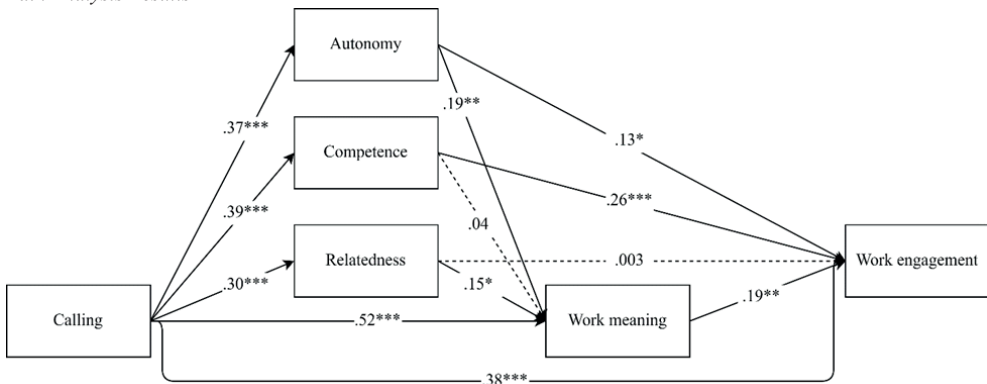 Autonomy
.19**
.37***
.13*
Competence
.26***
.39***
.04
Relatedness
.003
Work engagement
.30***
.15*
.19**
Calling
.52***
Work meaning
.38***